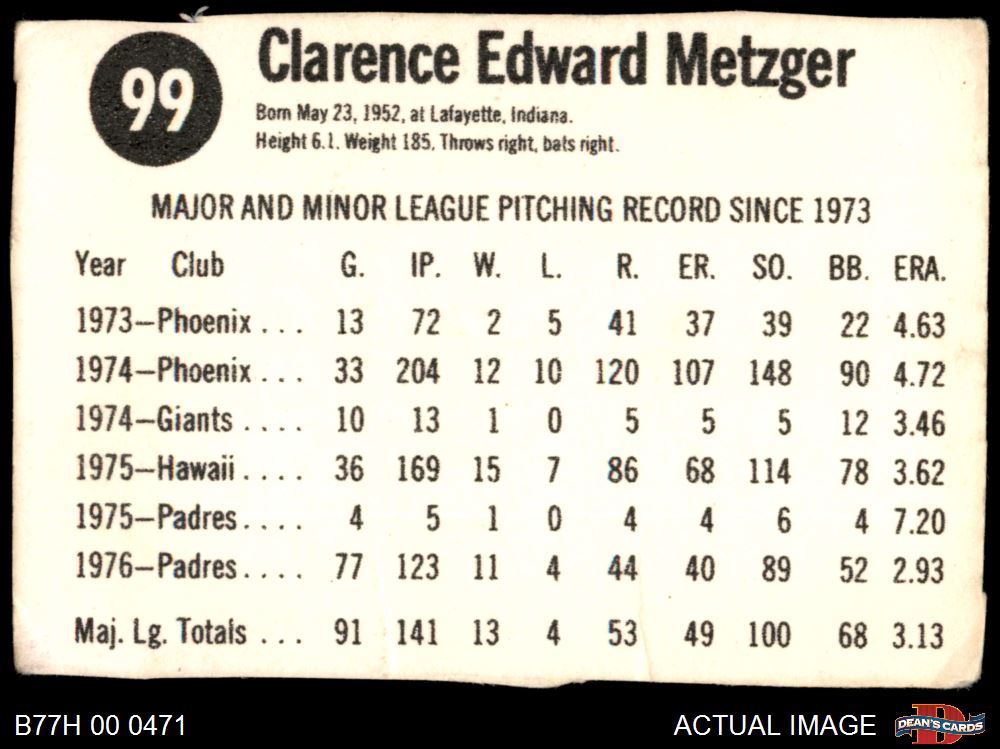 99
Clarence Edward Metzger
Born May 23, 1952, at Lafayette, Indiana.
Height 6.1. Weight 185. Throws right, bats right.
MAJOR AND MINOR LEAGUE PITCHING RECORD SINCE 1973
Year Club G. IP. W. L. R. ER. SO. BB. ERA.
1973—Phoenix . . . 13 72 2 5 41 37 39 22 4.63
1974—Phoenix . . . 33 204 12 10 120 107 148 90 4.72
1974—Giants . . . . 10 13 1 0 5 5 5 12 3.46
1975—Hawaii . . . . 36 169 15 7 86 68 114 78 3.62
1975—Padres . . . . 4 5 1 0 4 4 6 4 7.20
1976—Padres . . . . 77 123 11 4 44 40 89 52 2.93
Maj. Lg. Totals . . . 91 141 13 4 53 49 100 68 3.13
B77H 00 0471 ACTUAL IMAGE DEAN'S CARDS